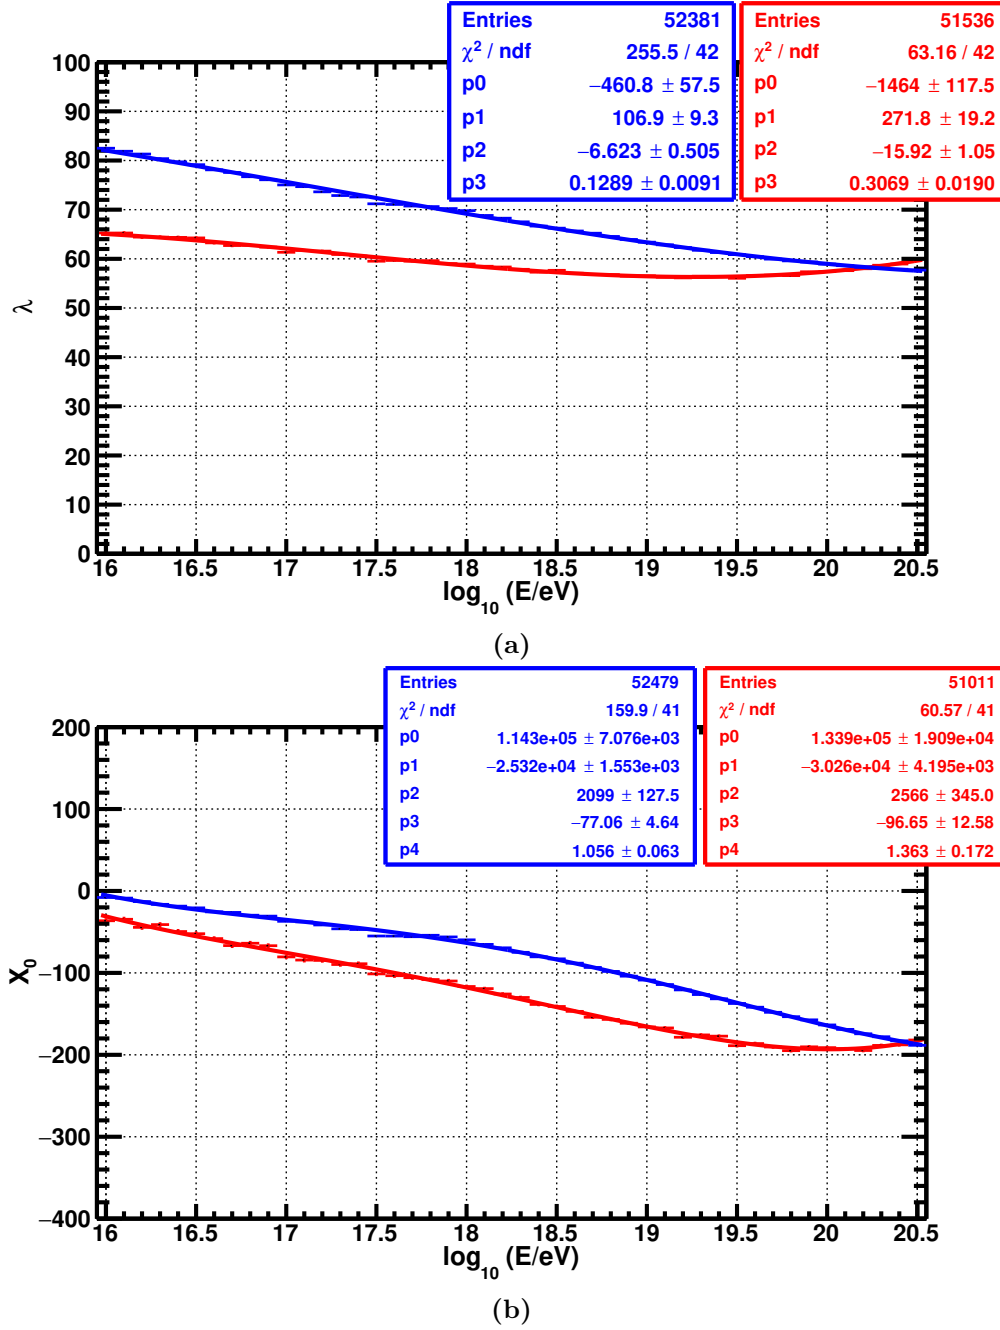 Entries 52381
χ² / ndf 255.5 / 42
p0 −460.8 ± 57.5
p1 106.9 ± 9.3
p2 −6.623 ± 0.505
p3 0.1289 ± 0.0091
Entries 51536
χ² / ndf 63.16 / 42
p0 −1464 ± 117.5
p1 271.8 ± 19.2
p2 −15.92 ± 1.05
p3 0.3069 ± 0.0190
100
90
80
70
60
50
40
30
20
10
0
λ
16 16.5 17 17.5 18 18.5 19 19.5 20 20.5
log₁₀ (E/eV)
(a)
Entries 52479
χ² / ndf 159.9 / 41
p0 1.143e+05 ± 7.076e+03
p1 −2.532e+04 ± 1.553e+03
p2 2099 ± 127.5
p3 −77.06 ± 4.64
p4 1.056 ± 0.063
Entries 51011
χ² / ndf 60.57 / 41
p0 1.339e+05 ± 1.909e+04
p1 −3.026e+04 ± 4.195e+03
p2 2566 ± 345.0
p3 −96.65 ± 12.58
p4 1.363 ± 0.172
200
100
0
−100
−200
−300
−400
X₀
16 16.5 17 17.5 18 18.5 19 19.5 20 20.5
log₁₀ (E/eV)
(b)